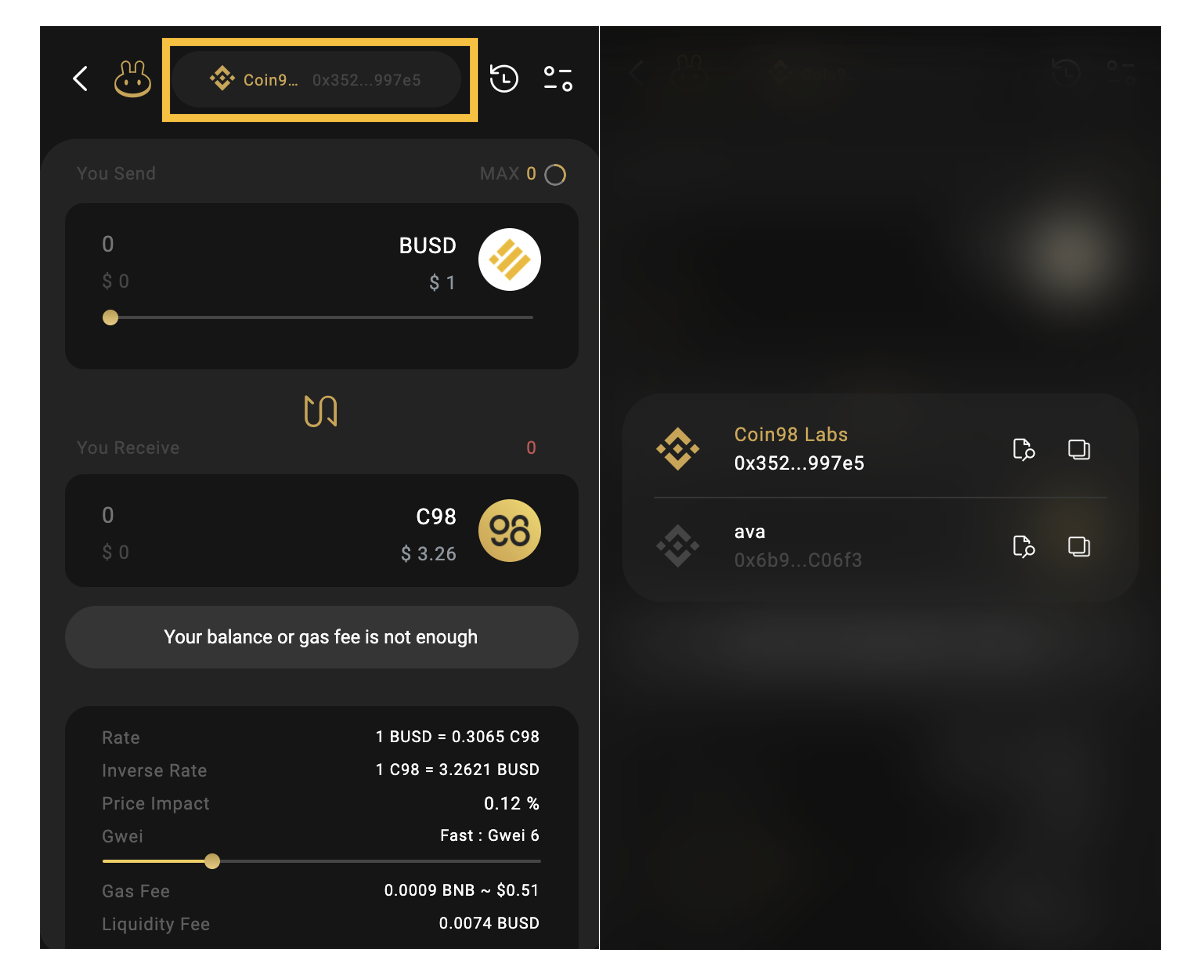 Coin9... 0x352...997e5
You Send MAX 0
0 BUSD
$ 0 $ 1
You Receive 0
0 C98
$ 0 $ 3.26
98
Your balance or gas fee is not enough
Rate 1 BUSD = 0.3065 C98
Inverse Rate 1 C98 = 3.2621 BUSD
Price Impact 0.12 %
Gwei Fast : Gwei 6
Gas Fee 0.0009 BNB ~ $0.51
Liquidity Fee 0.0074 BUSD
Coin98 Labs
0x352...997e5
ava
0x6b9...C06f3